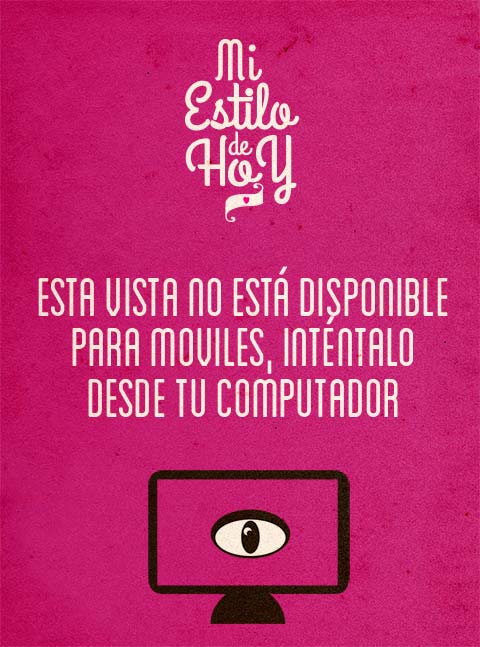 Mi
Estilo
de
HoY
ESTA VISTA NO ESTÁ DISPONIBLE
PARA MOVILES, INTÉNTALO
DESDE TU COMPUTADOR